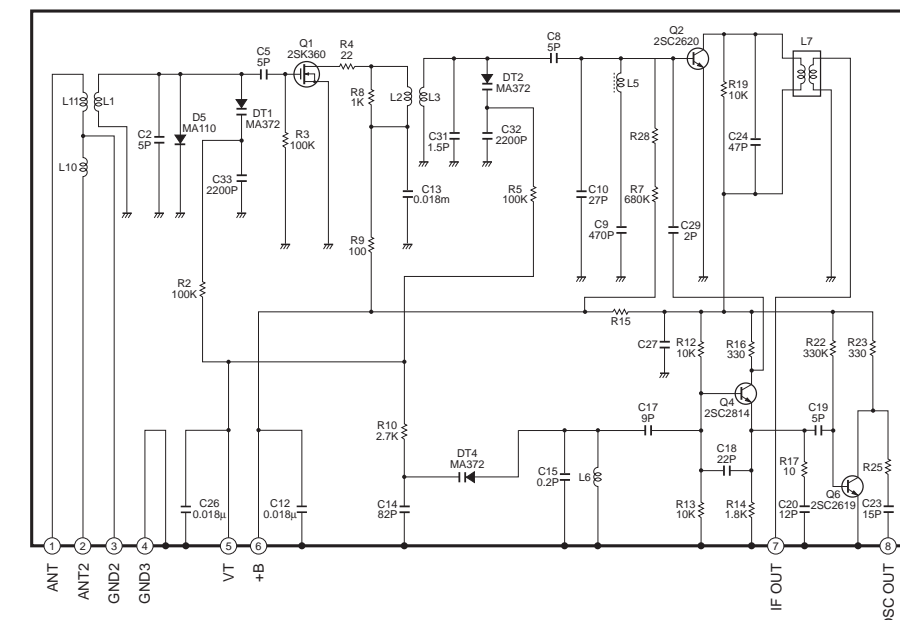 Q1
2SK360
C5
5P
R4
22
C8
5P
Q2
2SC2620
L7
L11
L1
D5
MA110
DT1
MA372
C2
5P
R3
100K
R8
1K
L2
L3
DT2
MA372
L5
R19
10K
L10
C33
2200P
C31
1.5P
C32
2200P
R28
C24
47P
C13
0.018m
R5
100K
C10
27P
R7
680K
C9
470P
C29
2P
R9
100
R2
100K
R15
C27
R12
10K
R16
330
R22
330K
R23
330
Q4
2SC2814
R10
2.7K
C17
9P
C19
5P
DT4
MA372
C18
22P
C15
0.2P
L6
R17
10
R25
C26
0.018µ
C12
0.018µ
C14
82P
R13
10K
R14
1.8K
C20
12P
Q6
2SC2619
C23
15P
1
2
3
4
5
6
7
8
ANT
ANT2
GND2
GND3
VT
+B
IF OUT
OSC OUT